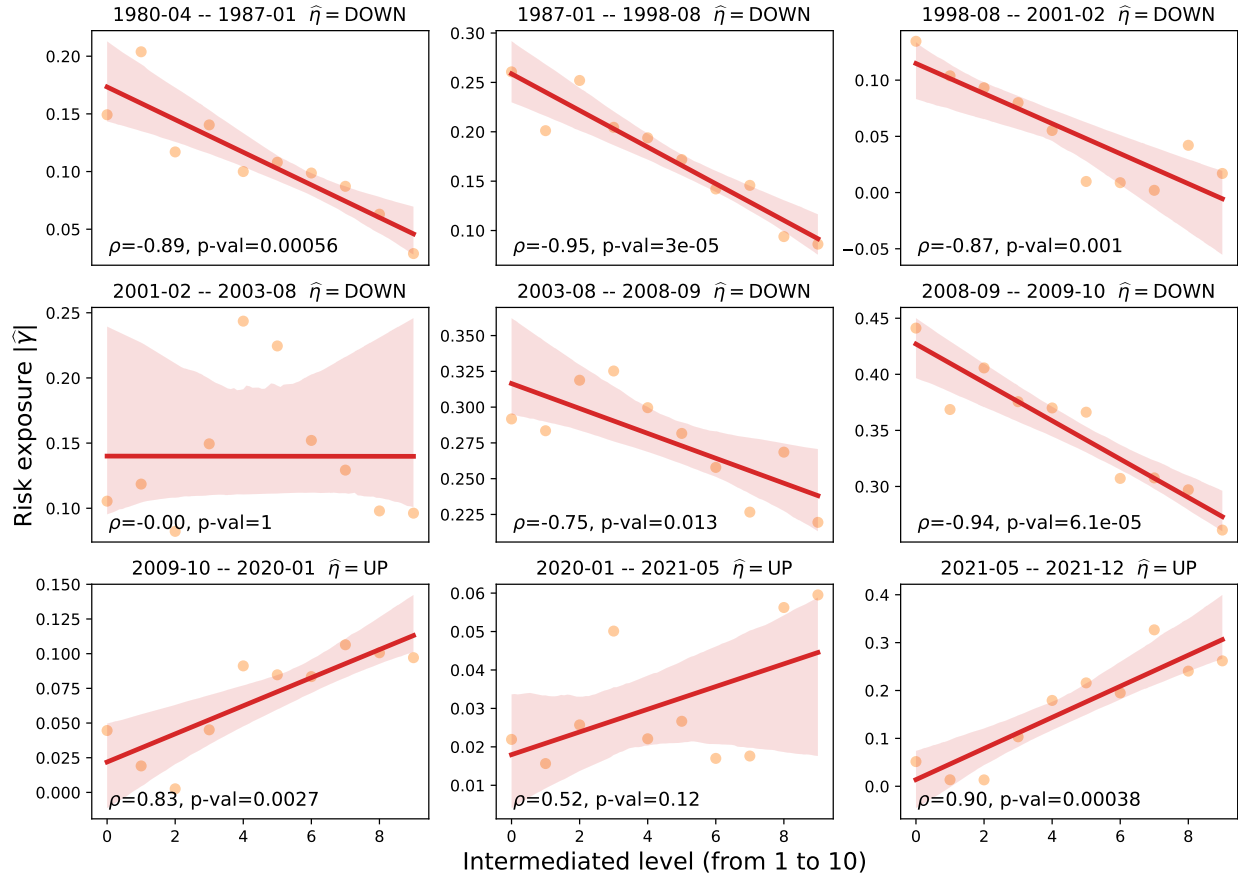 1980-04 -- 1987-01 η̂ = DOWN
0.20
0.15
0.10
0.05
ρ=-0.89, p-val=0.00056
1987-01 -- 1998-08 η̂ = DOWN
0.30
0.25
0.20
0.15
0.10
ρ=-0.95, p-val=3e-05
1998-08 -- 2001-02 η̂ = DOWN
0.10
0.05
0.00
−0.05
ρ=-0.87, p-val=0.001
Risk exposure |γ̂|
2001-02 -- 2003-08 η̂ = DOWN
0.25
0.20
0.15
0.10
ρ=-0.00, p-val=1
2003-08 -- 2008-09 η̂ = DOWN
0.350
0.325
0.300
0.275
0.250
0.225
ρ=-0.75, p-val=0.013
2008-09 -- 2009-10 η̂ = DOWN
0.45
0.40
0.35
0.30
ρ=-0.94, p-val=6.1e-05
2009-10 -- 2020-01 η̂ = UP
0.150
0.125
0.100
0.075
0.050
0.025
0.000
ρ=0.83, p-val=0.0027
0 2 4 6 8
2020-01 -- 2021-05 η̂ = UP
0.06
0.05
0.04
0.03
0.02
0.01
ρ=0.52, p-val=0.12
0 2 4 6 8
2021-05 -- 2021-12 η̂ = UP
0.4
0.3
0.2
0.1
0.0
ρ=0.90, p-val=0.00038
0 2 4 6 8
Intermediated level (from 1 to 10)